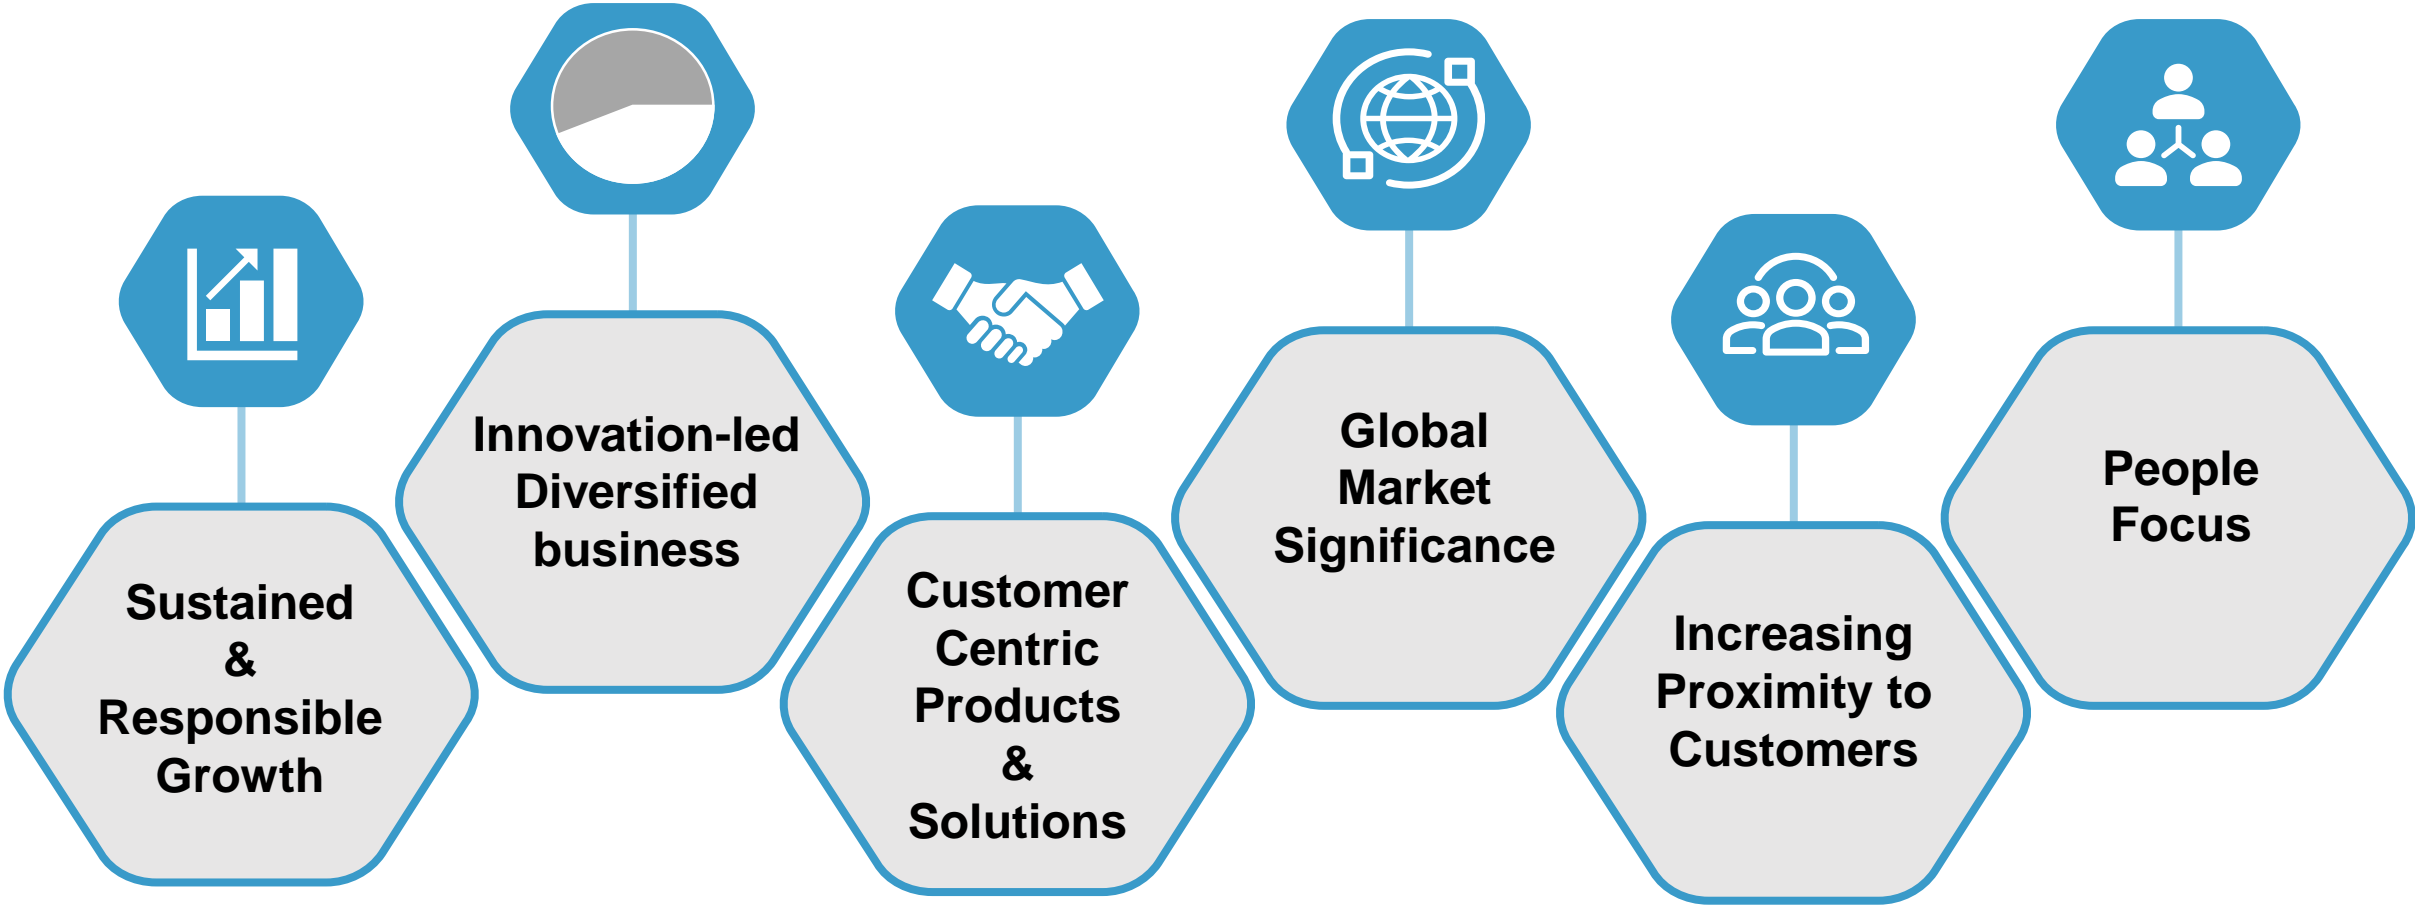 Sustained
&
Responsible
Growth
Innovation-led
Diversified
business
Customer
Centric
Products
&
Solutions
Global
Market
Significance
Increasing
Proximity to
Customers
People
Focus